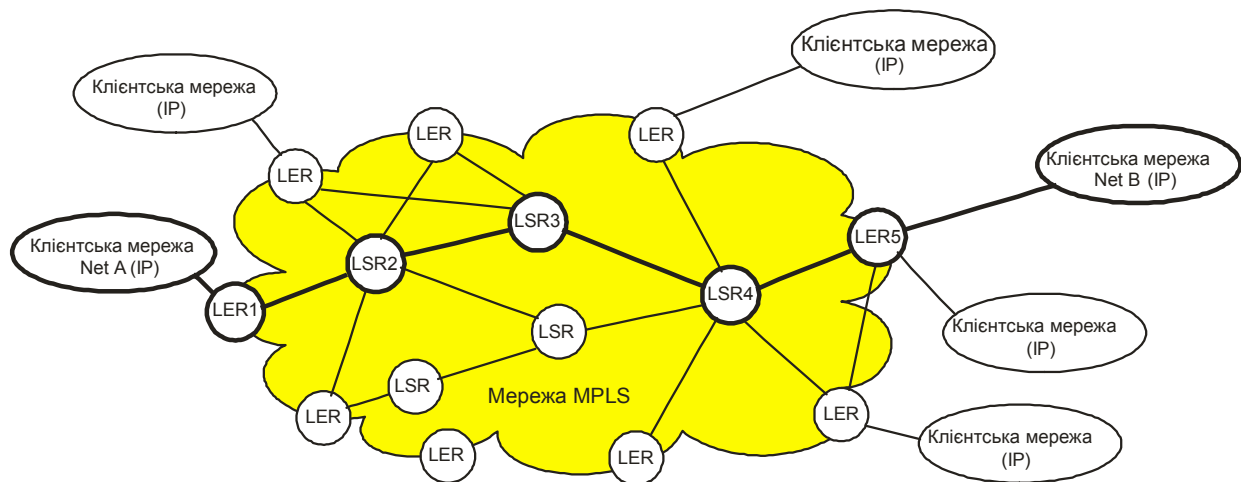 Клієнтська мережа
(IP)
Клієнтська мережа
(IP)
LER
LER
LER
Клієнтська мережа
Net B (IP)
Клієнтська мережа
Net A (IP)
LSR3
LER5
LSR2
LER1
LSR4
LSR
Клієнтська мережа
(IP)
LSR
Мережа MPLS
LER
LER
LER
LER
Клієнтська мережа
(IP)